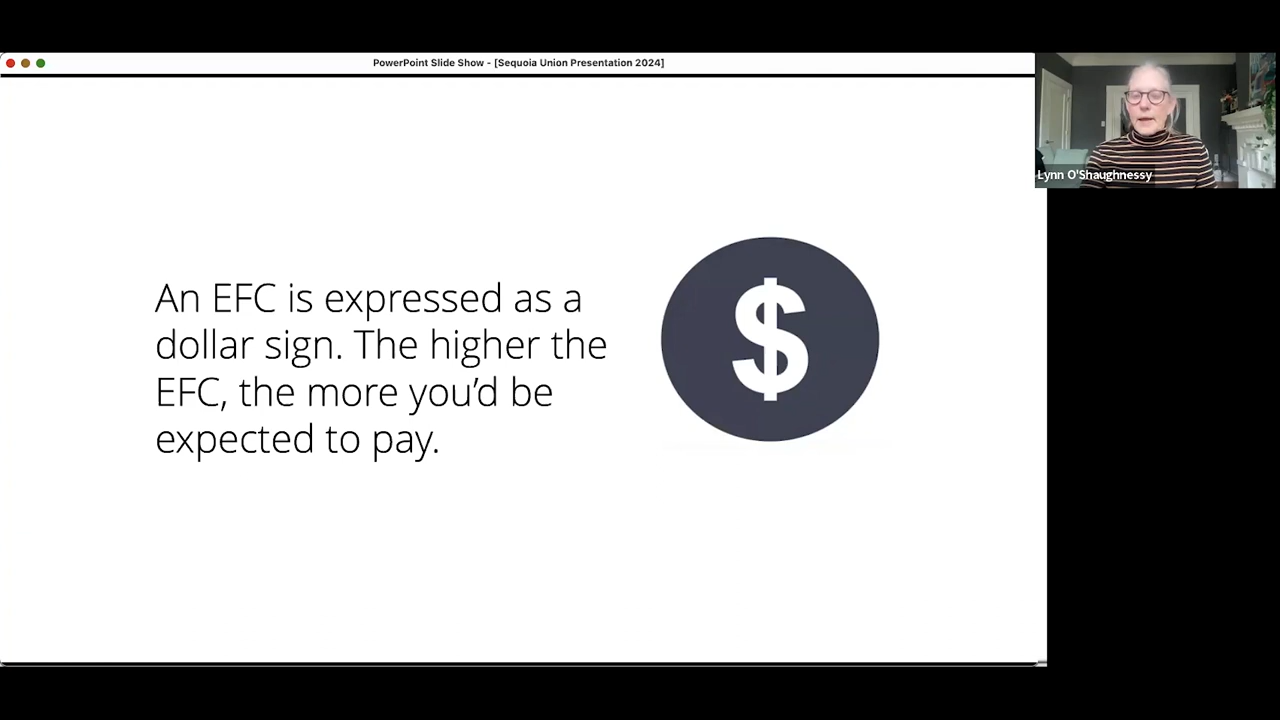 PowerPoint Slide Show - [Sequoia Union Presentation 2024]
Lynn O'Shaughnessy
An EFC is expressed as a
dollar sign. The higher the
EFC, the more you’d be
expected to pay.
$